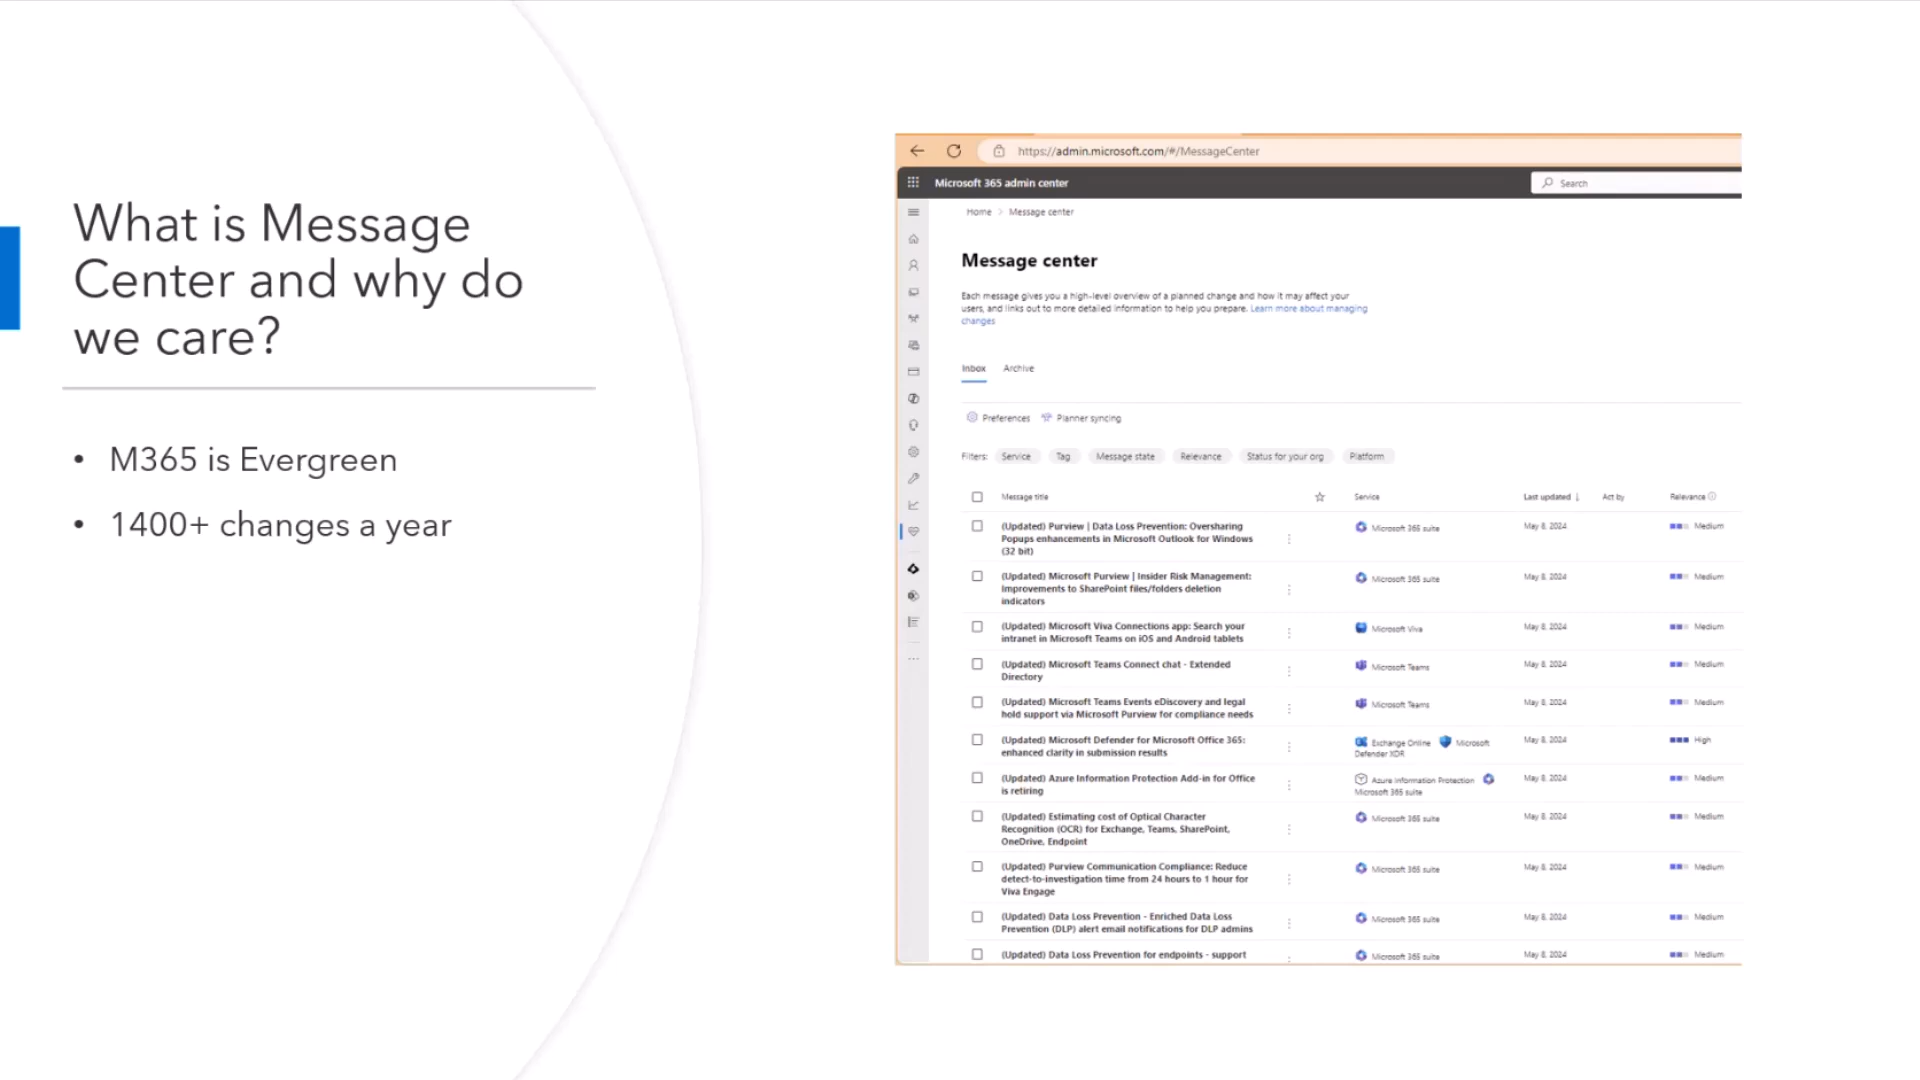 What is Message
Center and why do
we care?
• M365 is Evergreen
• 1400+ changes a year
https://admin.microsoft.com/#/MessageCenter
Microsoft 365 admin center
Search
Home > Message center
Message center
Each message gives you a high-level overview of a planned change and how it may affect your
users, and links out to more detailed information to help you prepare. Learn more about managing
changes
Inbox Archive
Preferences Planner syncing
Filters: Service Tag Message state Relevance Status for your org Platform
Message title Service Last updated ↓ Act by Relevance
(Updated) Purview | Data Loss Prevention: Oversharing Microsoft 365 suite May 8, 2024 Medium
Popups enhancements in Microsoft Outlook for Windows
(32 bit)
(Updated) Microsoft Purview | Insider Risk Management: Microsoft 365 suite May 8, 2024 Medium
Improvements to SharePoint files/folders deletion
indicators
(Updated) Microsoft Viva Connections app: Search your Microsoft Viva May 8, 2024 Medium
intranet in Microsoft Teams on iOS and Android tablets
(Updated) Microsoft Teams Connect chat - Extended Microsoft Teams May 8, 2024 Medium
Directory
(Updated) Microsoft Teams Events eDiscovery and legal Microsoft Teams May 8, 2024 Medium
hold support via Microsoft Purview for compliance needs
(Updated) Microsoft Defender for Microsoft Office 365: Exchange Online Microsoft May 8, 2024 High
enhanced clarity in submission results Defender XDR
(Updated) Azure Information Protection Add-in for Office Azure Information Protection May 8, 2024 Medium
is retiring Microsoft 365 suite
(Updated) Estimating cost of Optical Character Microsoft 365 suite May 8, 2024 Medium
Recognition (OCR) for Exchange, Teams, SharePoint,
OneDrive, Endpoint
(Updated) Purview Communication Compliance: Reduce Microsoft 365 suite May 8, 2024 Medium
detect-to-investigation time from 24 hours to 1 hour for
Viva Engage
(Updated) Data Loss Prevention - Enriched Data Loss Microsoft 365 suite May 8, 2024 Medium
Prevention (DLP) alert email notifications for DLP admins
(Updated) Data Loss Prevention for endpoints - support Microsoft 365 suite May 8, 2024 Medium